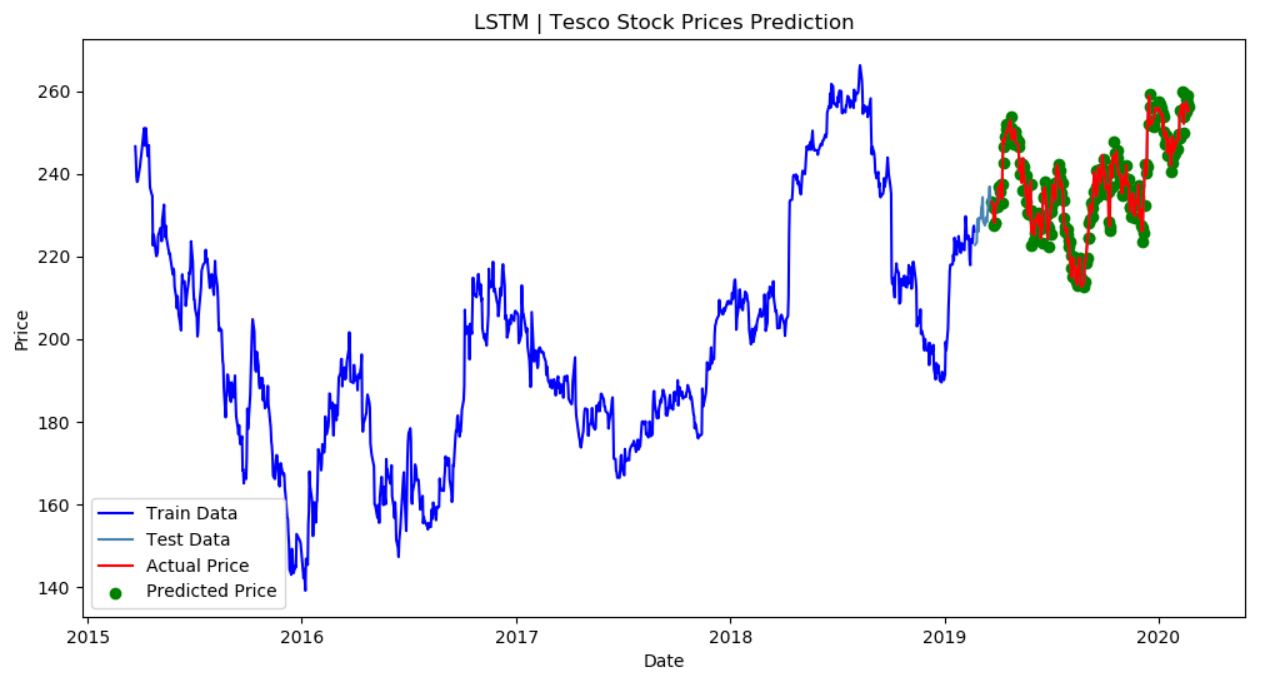 LSTM | Tesco Stock Prices Prediction
Price
260
240
220
200
180
160
140
Train Data
Test Data
Actual Price
Predicted Price
2015 2016 2017 2018 2019 2020
Date